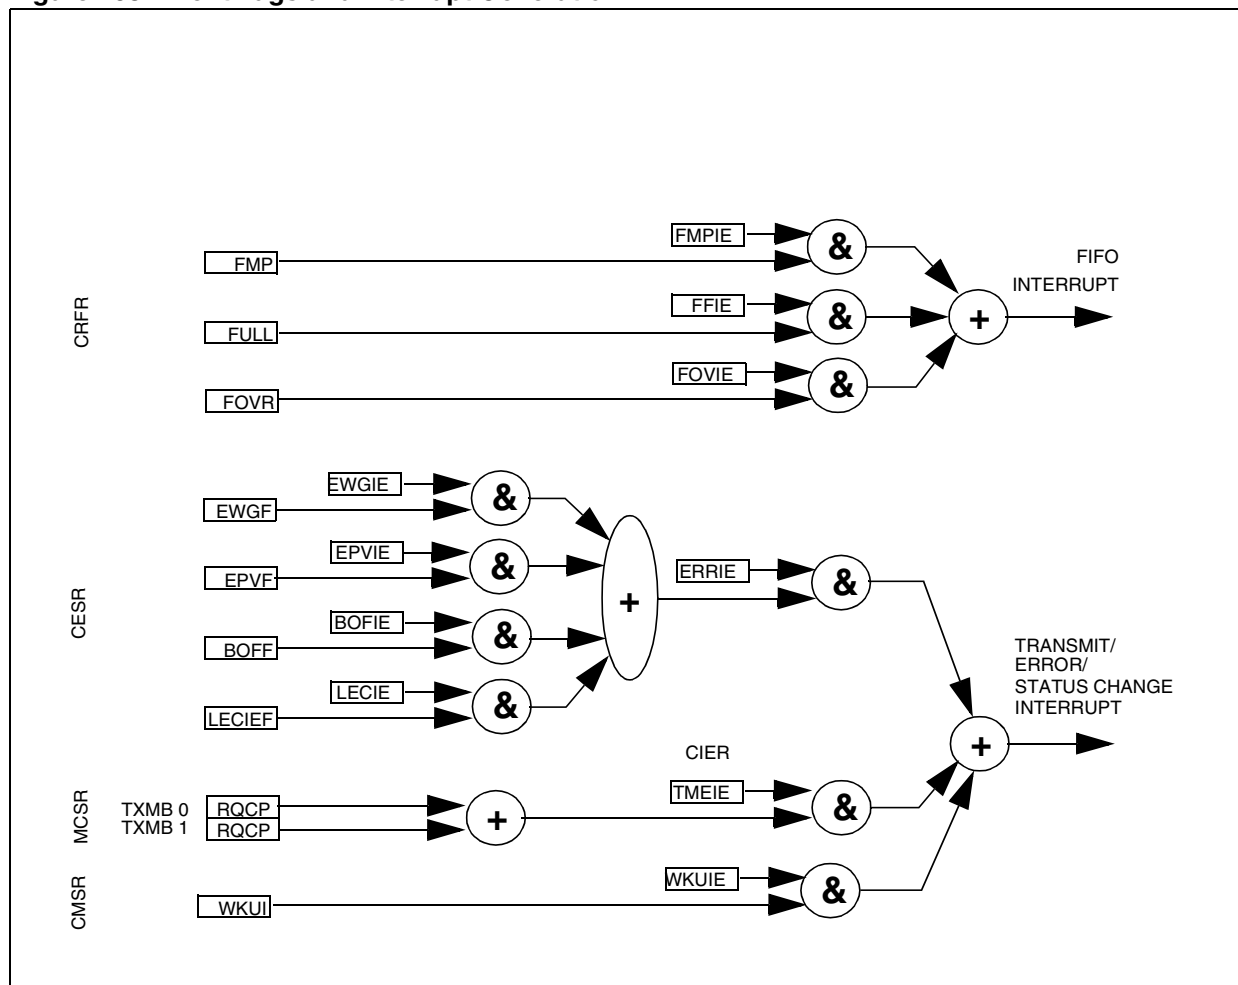 FMPIE
&
FMP
FIFO
INTERRUPT
CRFR
FFIE
&
+
FULL
FOVIE
&
FOVR
EWGIE
&
EWGF
EPVIE
&
EPVF
ERRIE
&
+
CESR
BOFIE
&
BOFF
LECIE
&
LECIEF
TRANSMIT/
ERROR/
STATUS CHANGE
INTERRUPT
+
CIER
MCSR
TXMB 0
RQCP
TXMB 1
RQCP
+
TMEIE
&
CMSR
WKUIE
&
WKUI